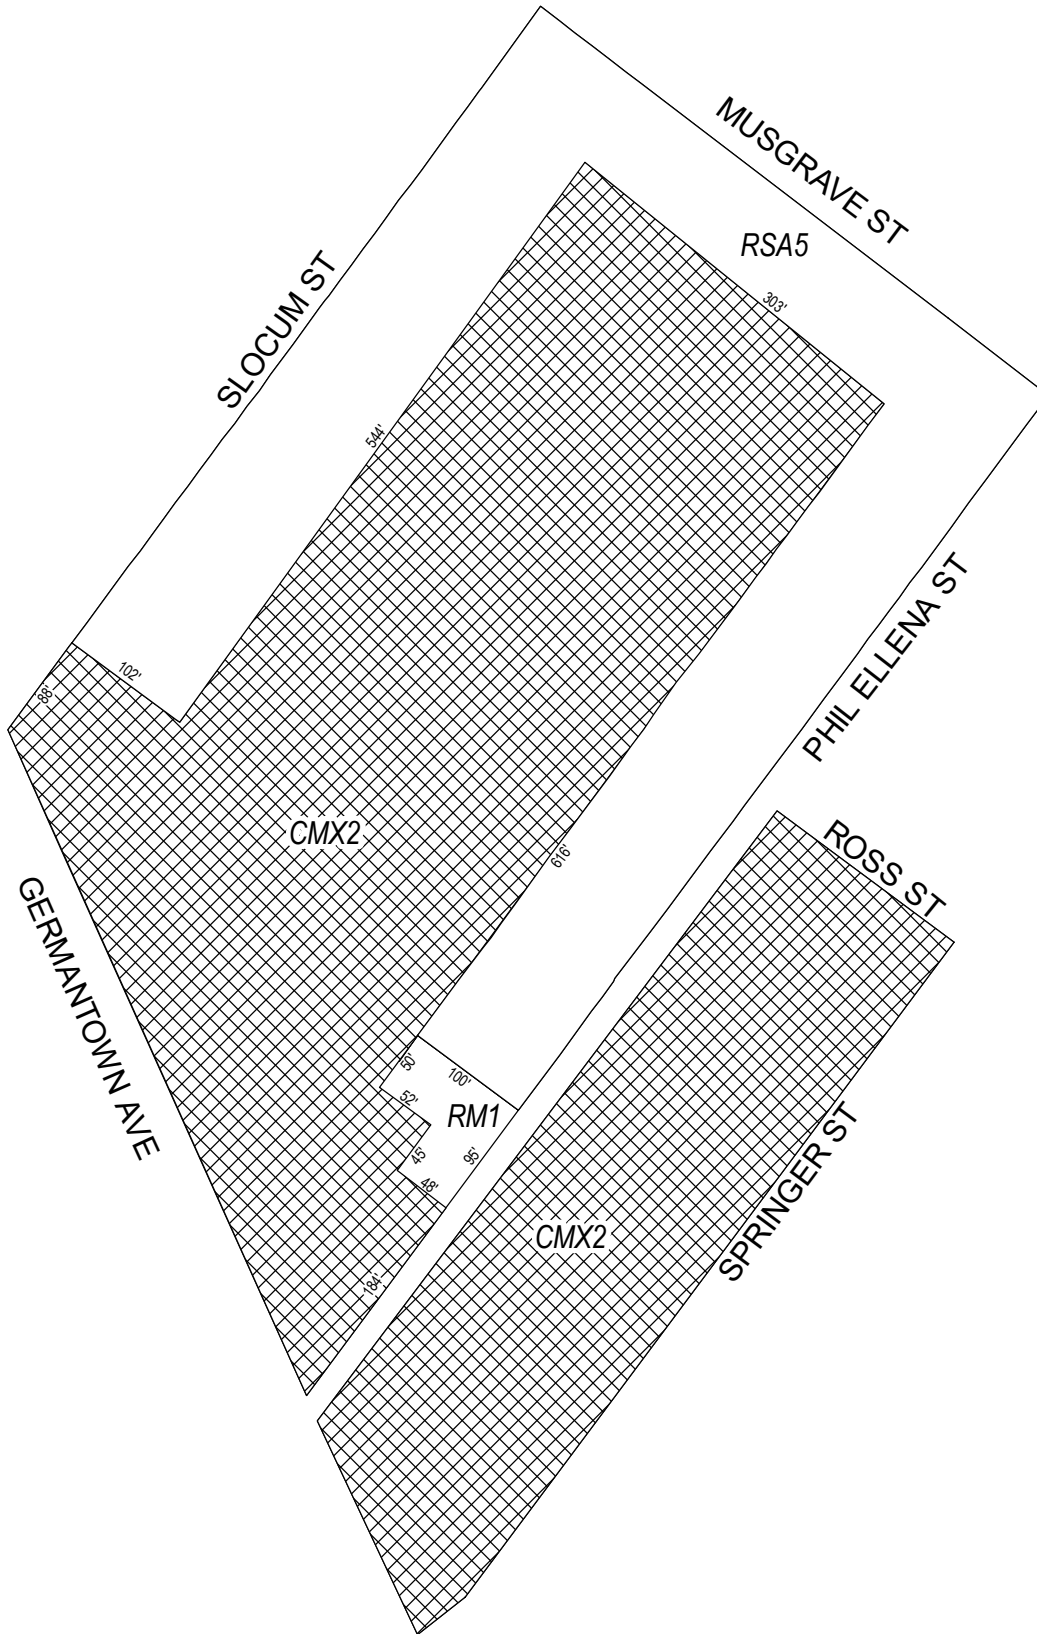 MUSGRAVE ST
RSA5
303'
SLOCUM ST
544'
PHIL ELLENA ST
102'
88'
CMX2
616'
ROSS ST
GERMANTOWN AVE
50'
100'
52'
RM1
45'
95'
48'
SPRINGER ST
CMX2
184'